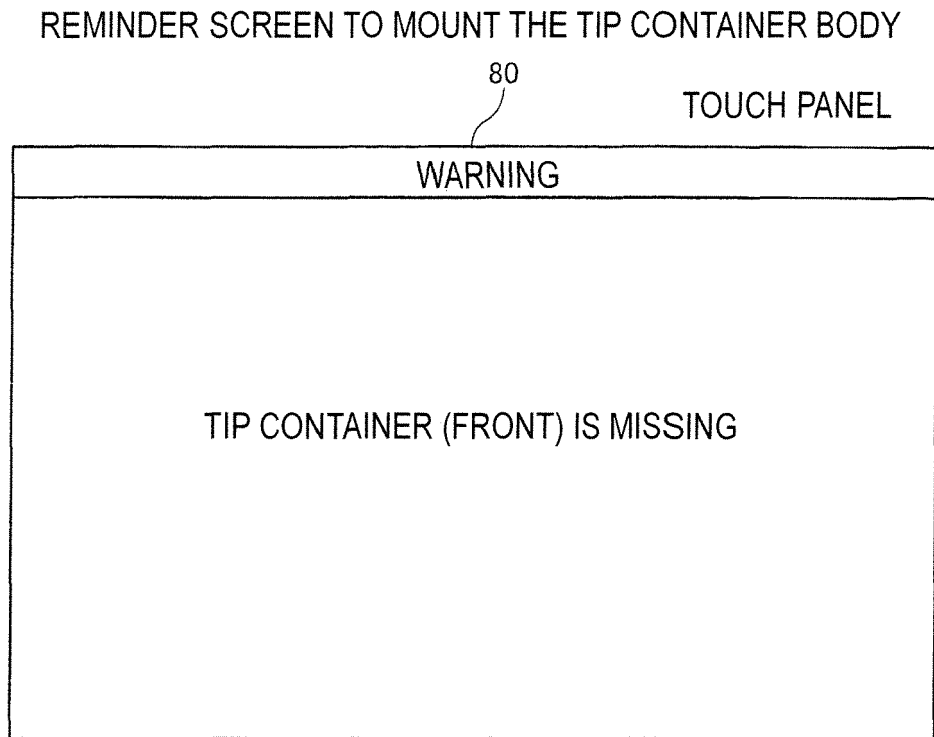 REMINDER SCREEN TO MOUNT THE TIP CONTAINER BODY
80
TOUCH PANEL
WARNING
TIP CONTAINER (FRONT) IS MISSING